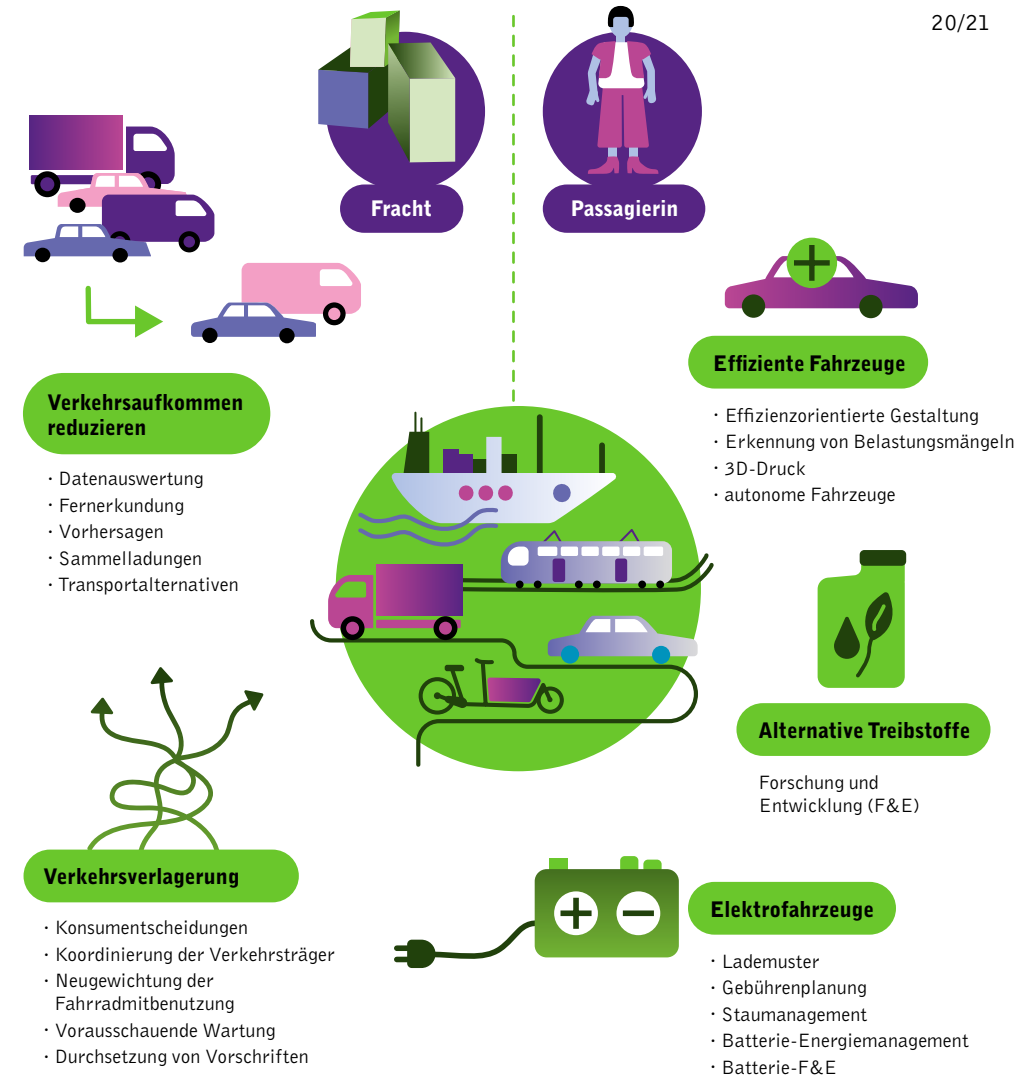 20/21
Fracht
Passagierin
Verkehrsaufkommen
reduzieren
· Datenauswertung
· Fernerkundung
· Vorhersagen
· Sammelladungen
· Transportalternativen
Effiziente Fahrzeuge
· Effizienzorientierte Gestaltung
· Erkennung von Belastungsmängeln
· 3D-Druck
· autonome Fahrzeuge
Alternative Treibstoffe
Forschung und
Entwicklung (F&E)
Verkehrsverlagerung
· Konsumentscheidungen
· Koordinierung der Verkehrsträger
· Neugewichtung der
Fahrradmitbenutzung
· Vorausschauende Wartung
· Durchsetzung von Vorschriften
Elektrofahrzeuge
· Lademuster
· Gebührenplanung
· Staumanagement
· Batterie-Energiemanagement
· Batterie-F&E